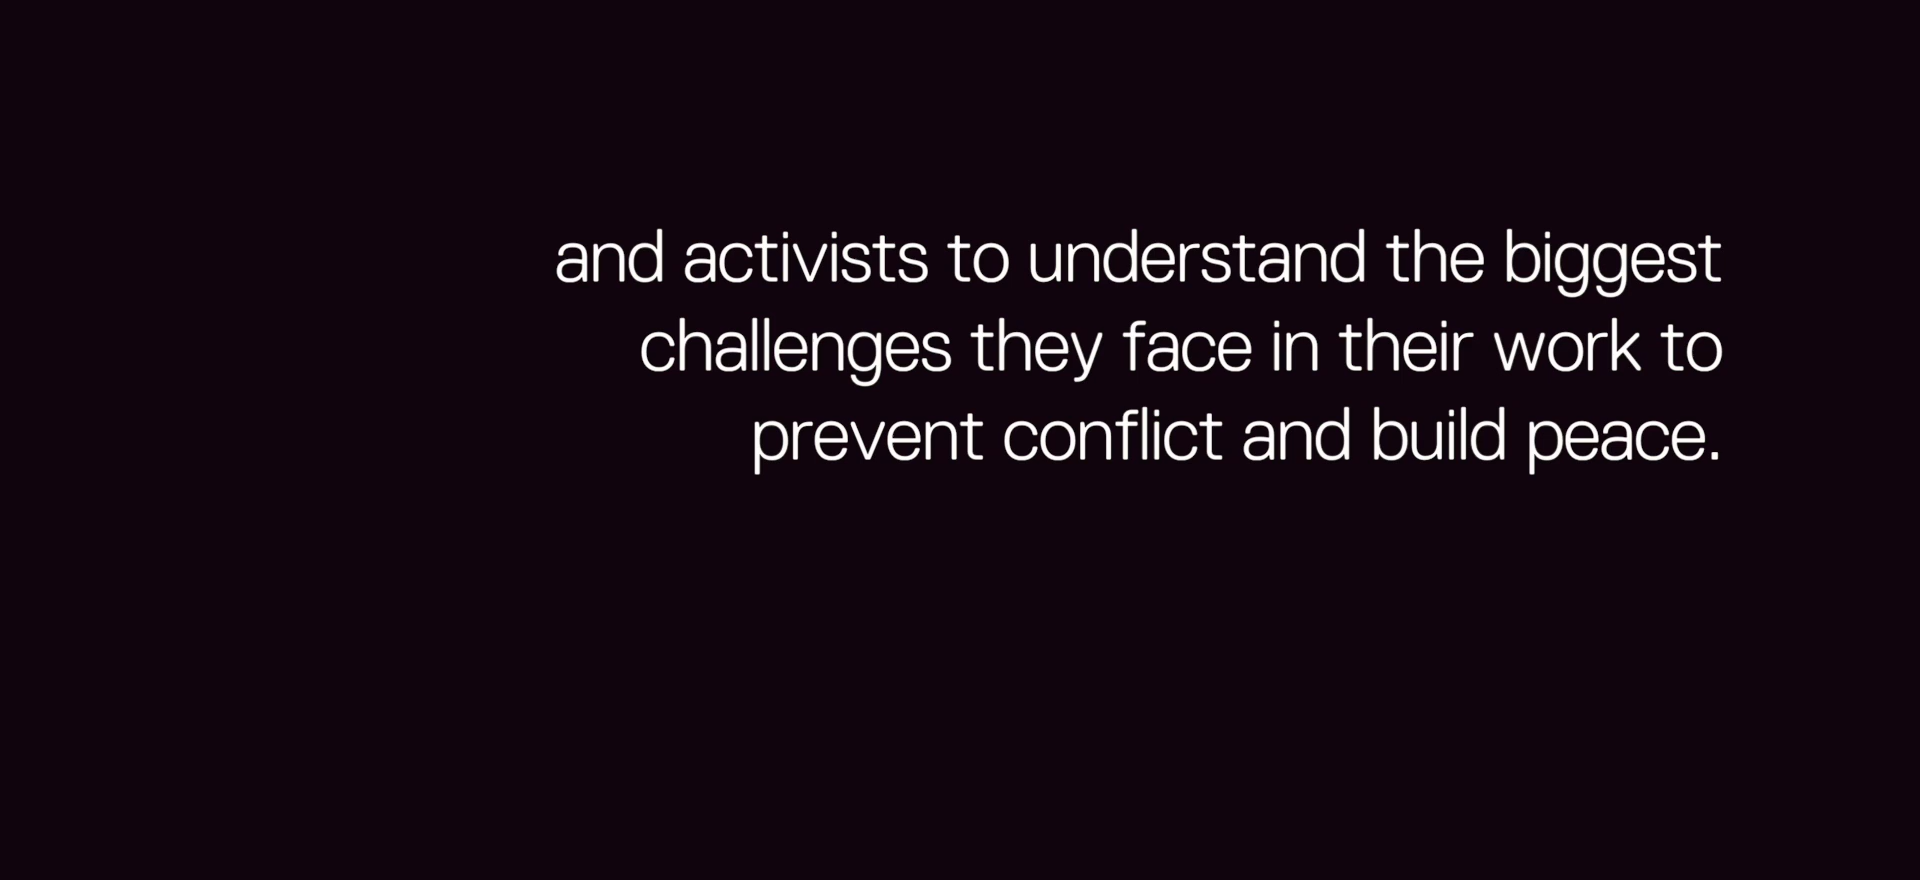 and activists to understand the biggest
challenges they face in their work to
prevent conflict and build peace.